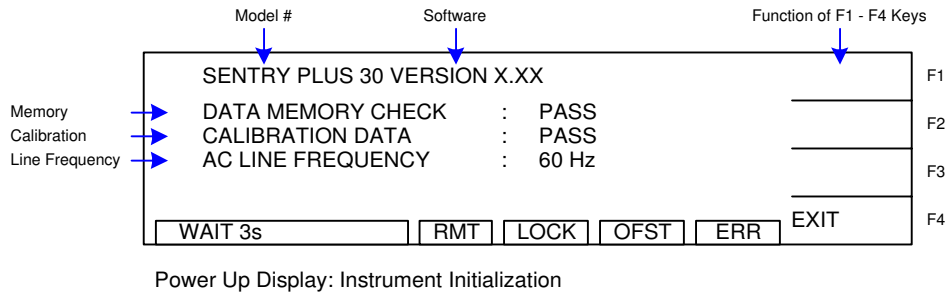 Model # Software Function of F1 - F4 Keys
SENTRY PLUS 30 VERSION X.XX F1
Memory DATA MEMORY CHECK : PASS
Calibration CALIBRATION DATA : PASS F2
Line Frequency AC LINE FREQUENCY : 60 Hz
F3
WAIT 3s RMT LOCK OFST ERR EXIT F4
Power Up Display: Instrument Initialization